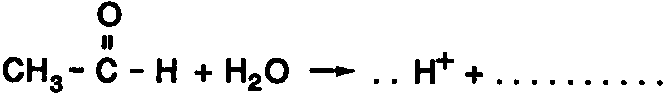 O
CH₃-C-H + H₂O → .. H⁺ + ..........